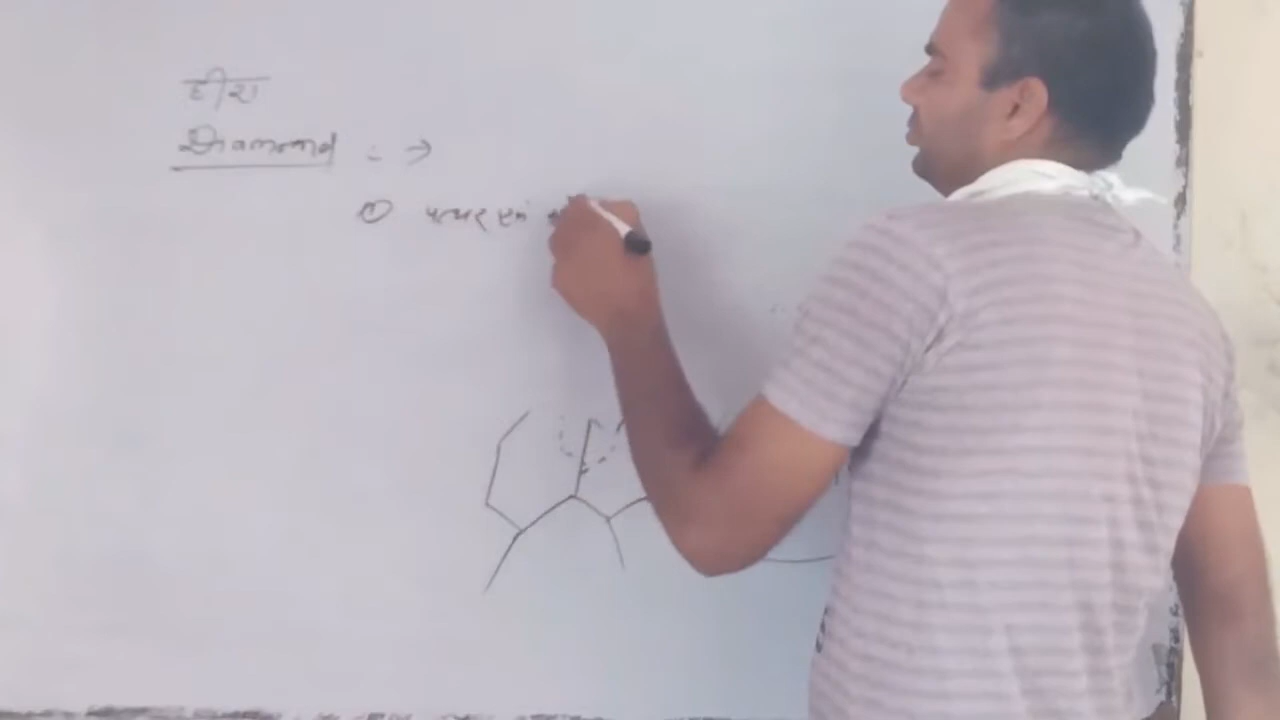 हीरा
Diamond : →
① पत्थर एवं